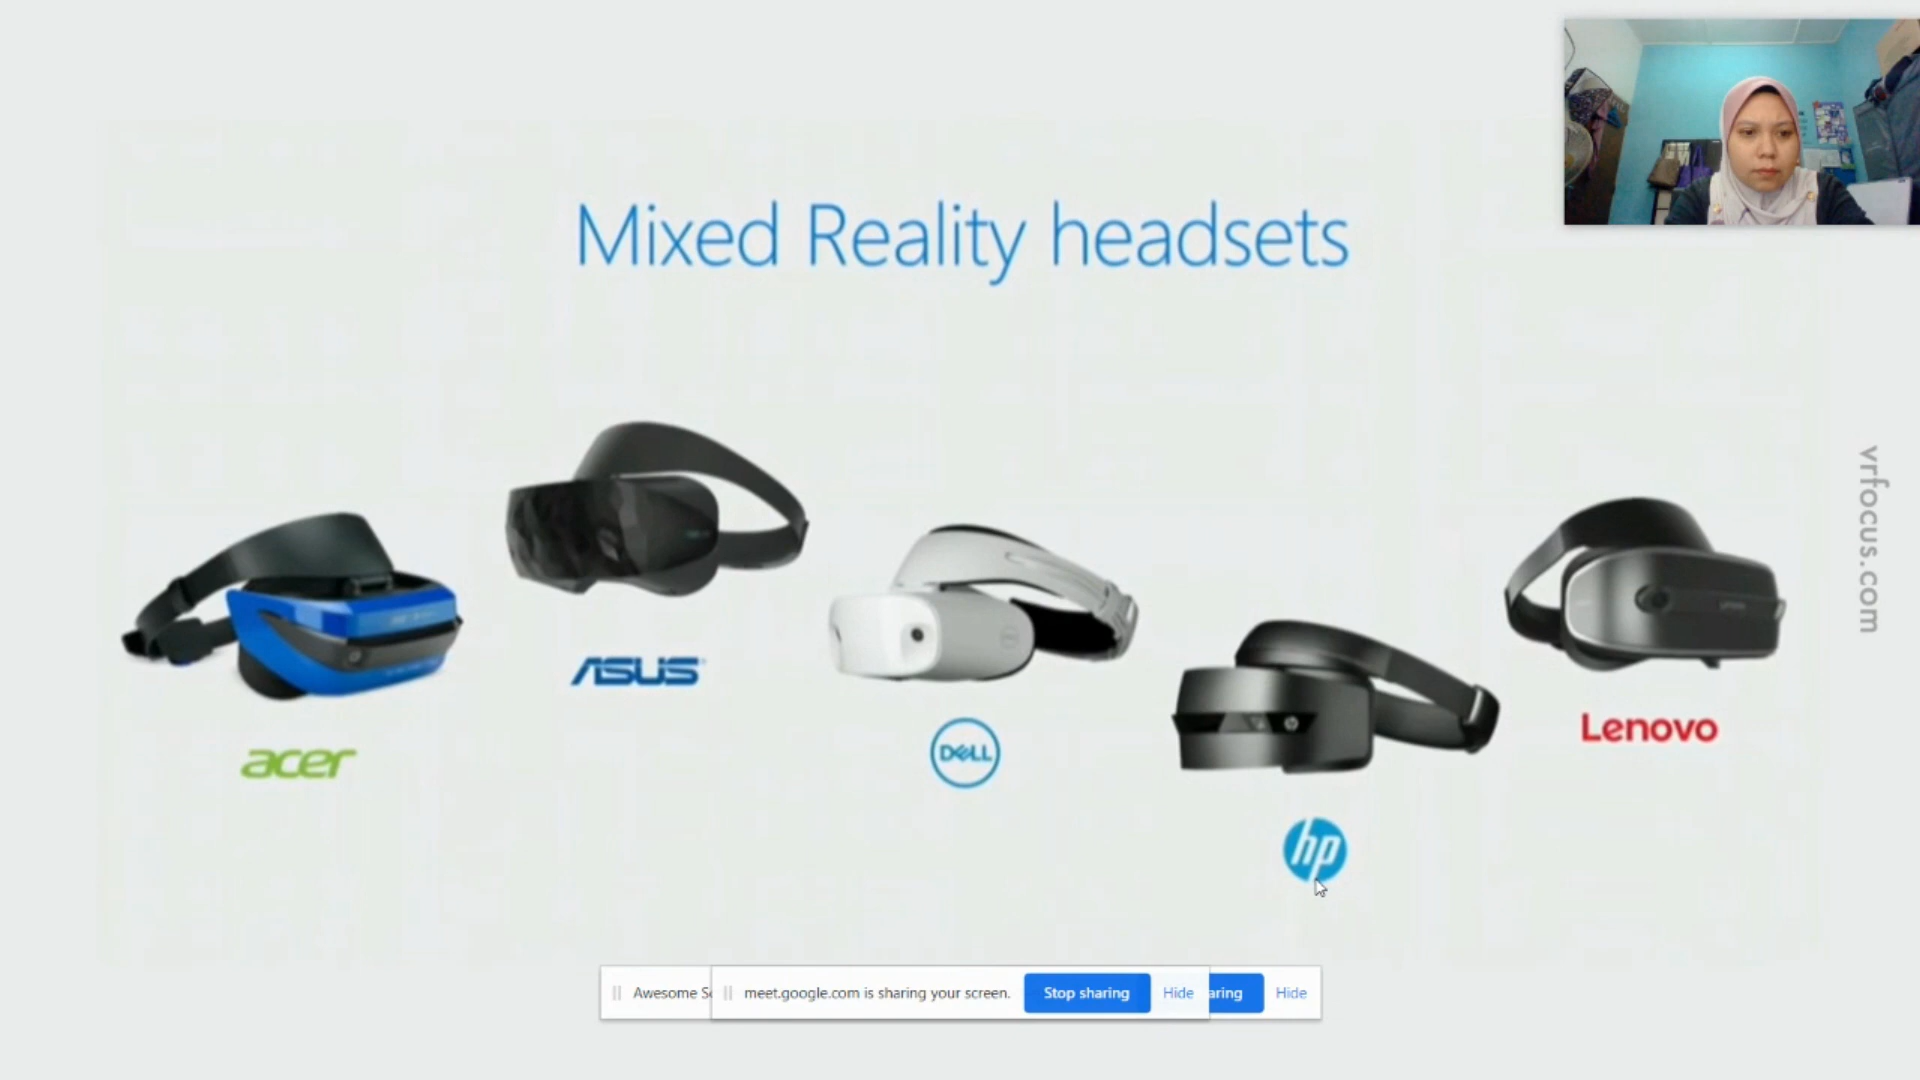 Mixed Reality headsets
vrfocus.com
ASUS
acer
DELL
Lenovo
hp
Awesome Sc
meet.google.com is sharing your screen.
Stop sharing
Hide
aring
Hide